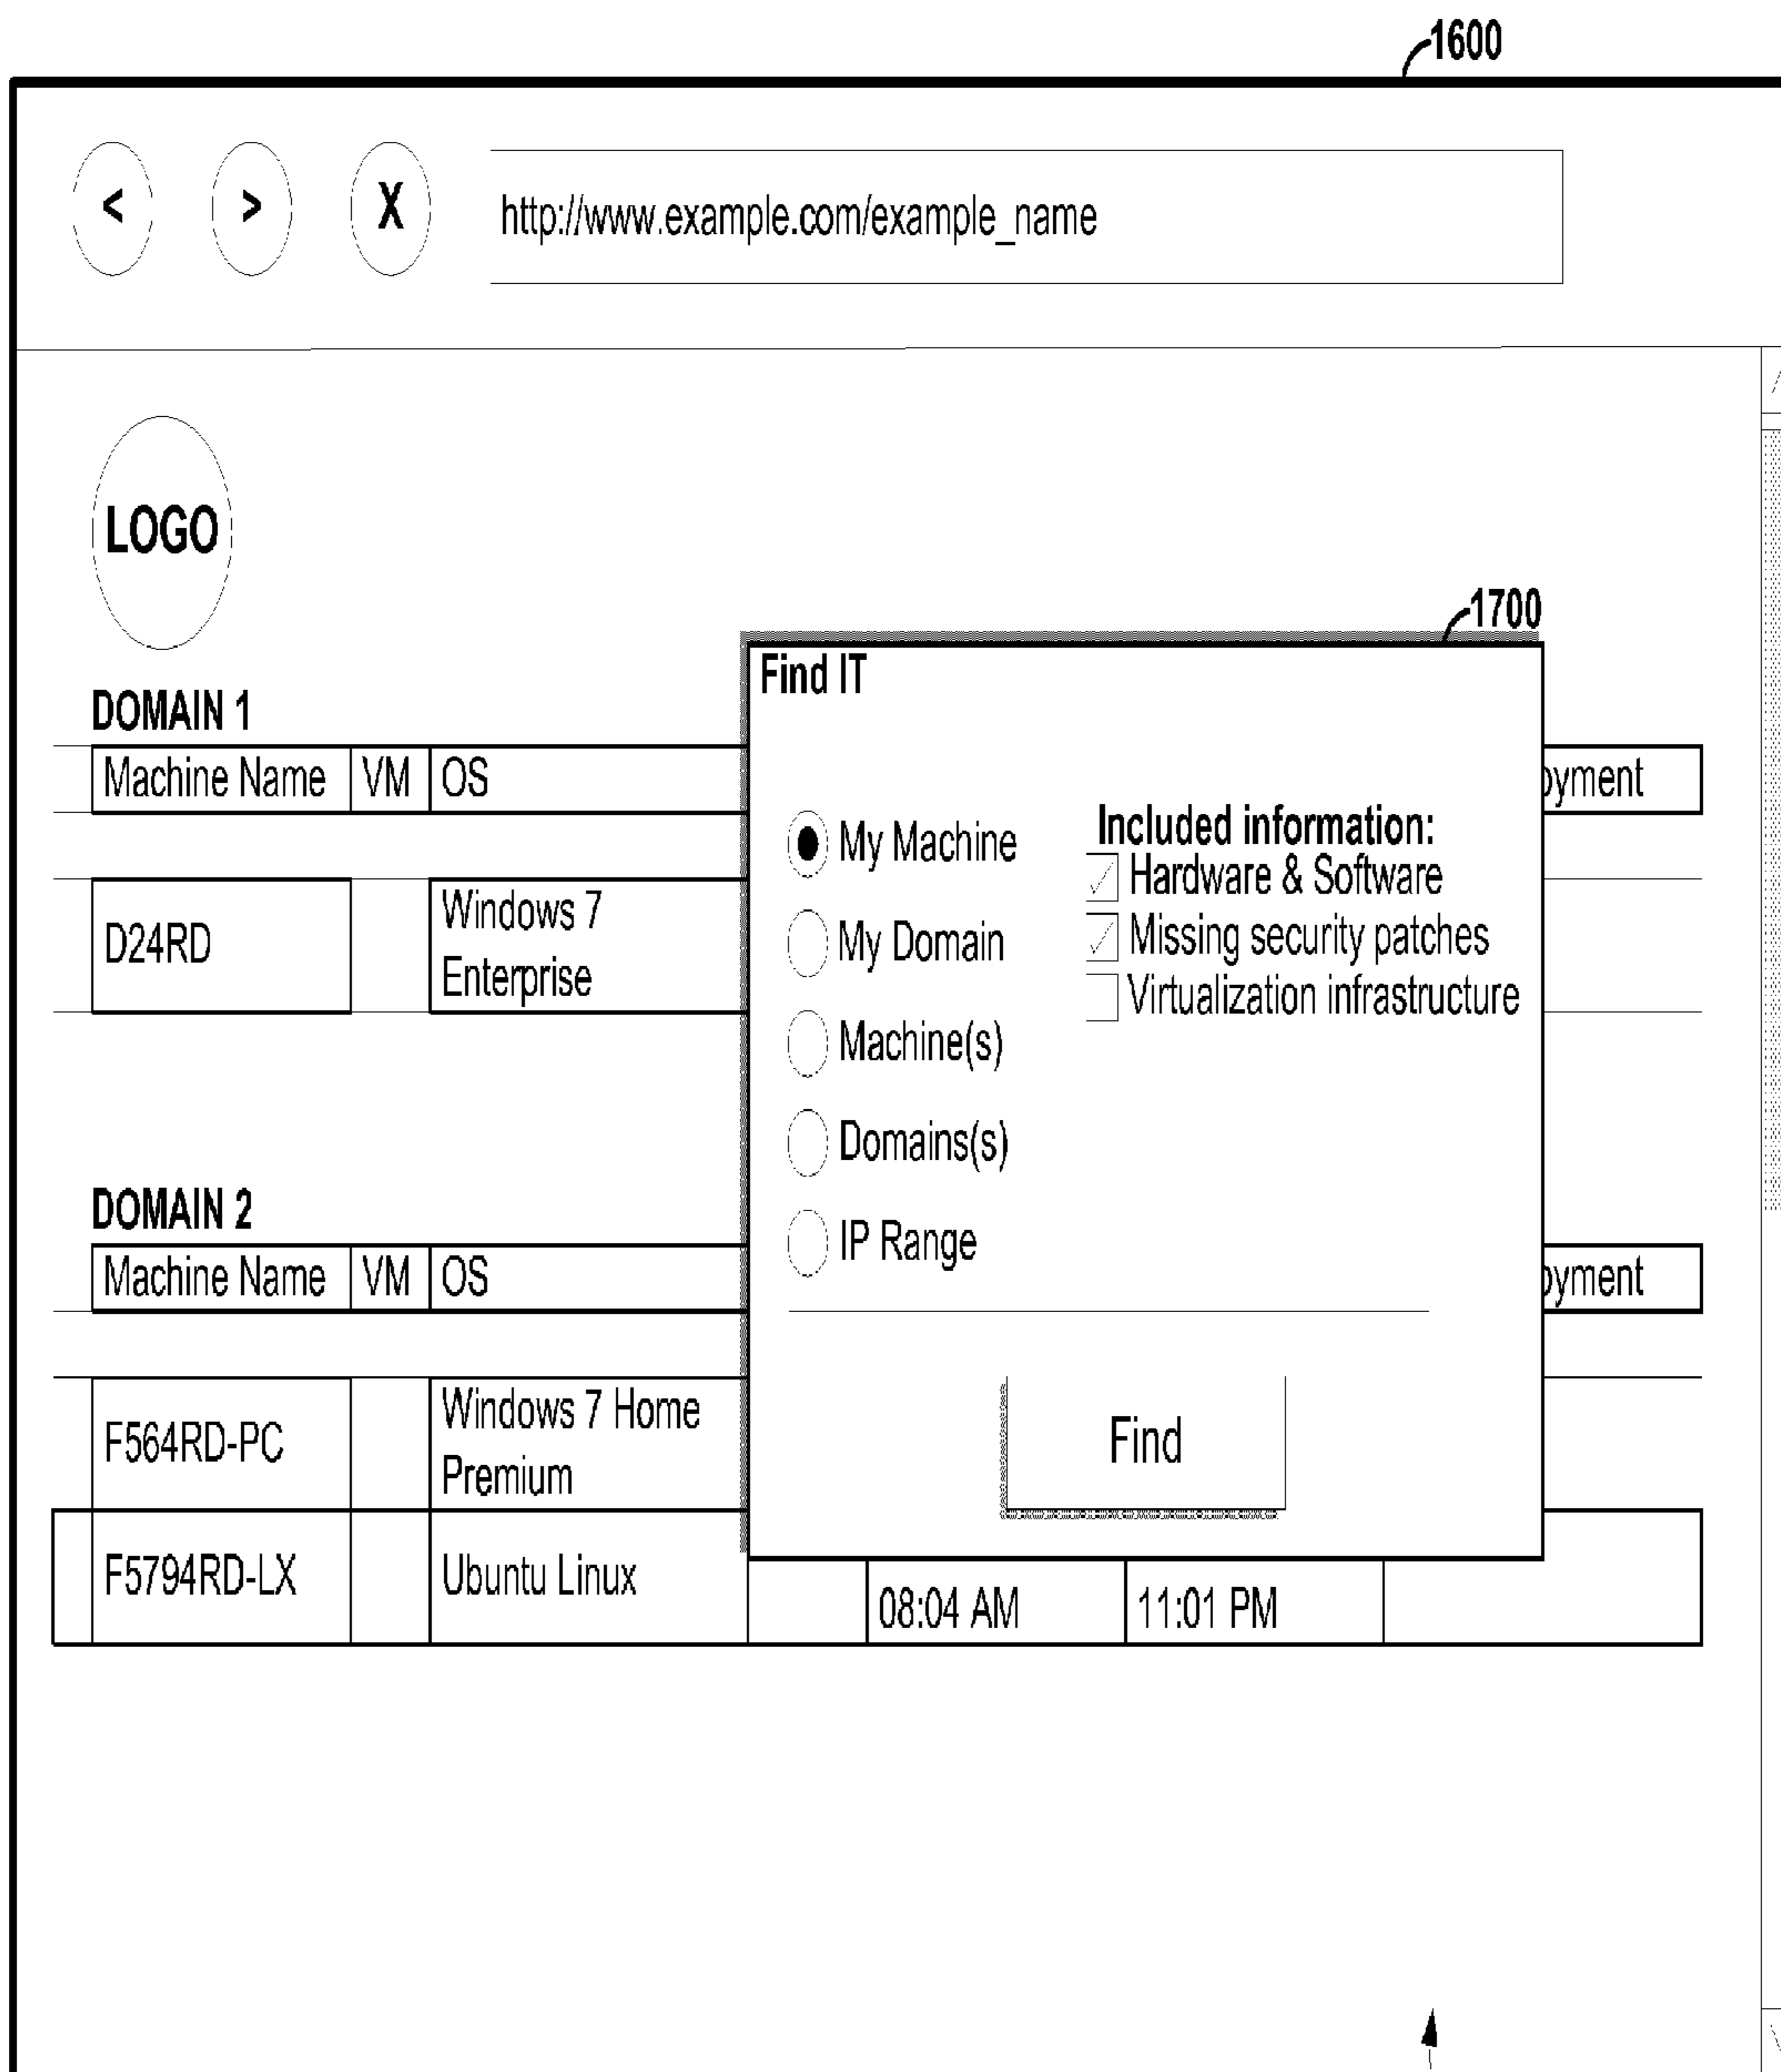 1600
< > X http://www.example.com/example_name
LOGO
1700
Find IT
DOMAIN 1
Machine Name VM OS oyment
My Machine Included information:
Hardware & Software
D24RD Windows 7
Enterprise
My Domain Missing security patches
Virtualization infrastructure
Machine(s)
Domains(s)
DOMAIN 2
IP Range
Machine Name VM OS oyment
F564RD-PC Windows 7 Home
Premium
Find
F5794RD-LX Ubuntu Linux 08:04 AM 11:01 PM